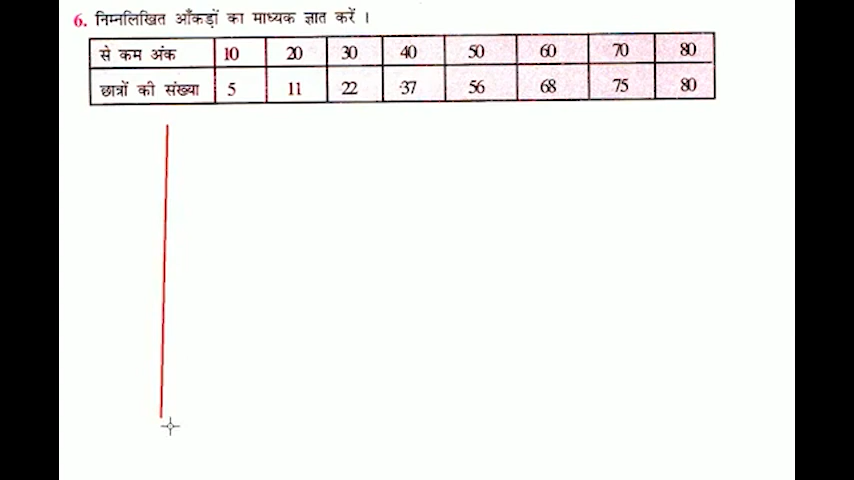 6. निम्नलिखित आँकड़ों का माध्यक ज्ञात करें ।
से कम अंक 10 20 30 40 50 60 70 80
छात्रों की संख्या 5 11 22 37 56 68 75 80